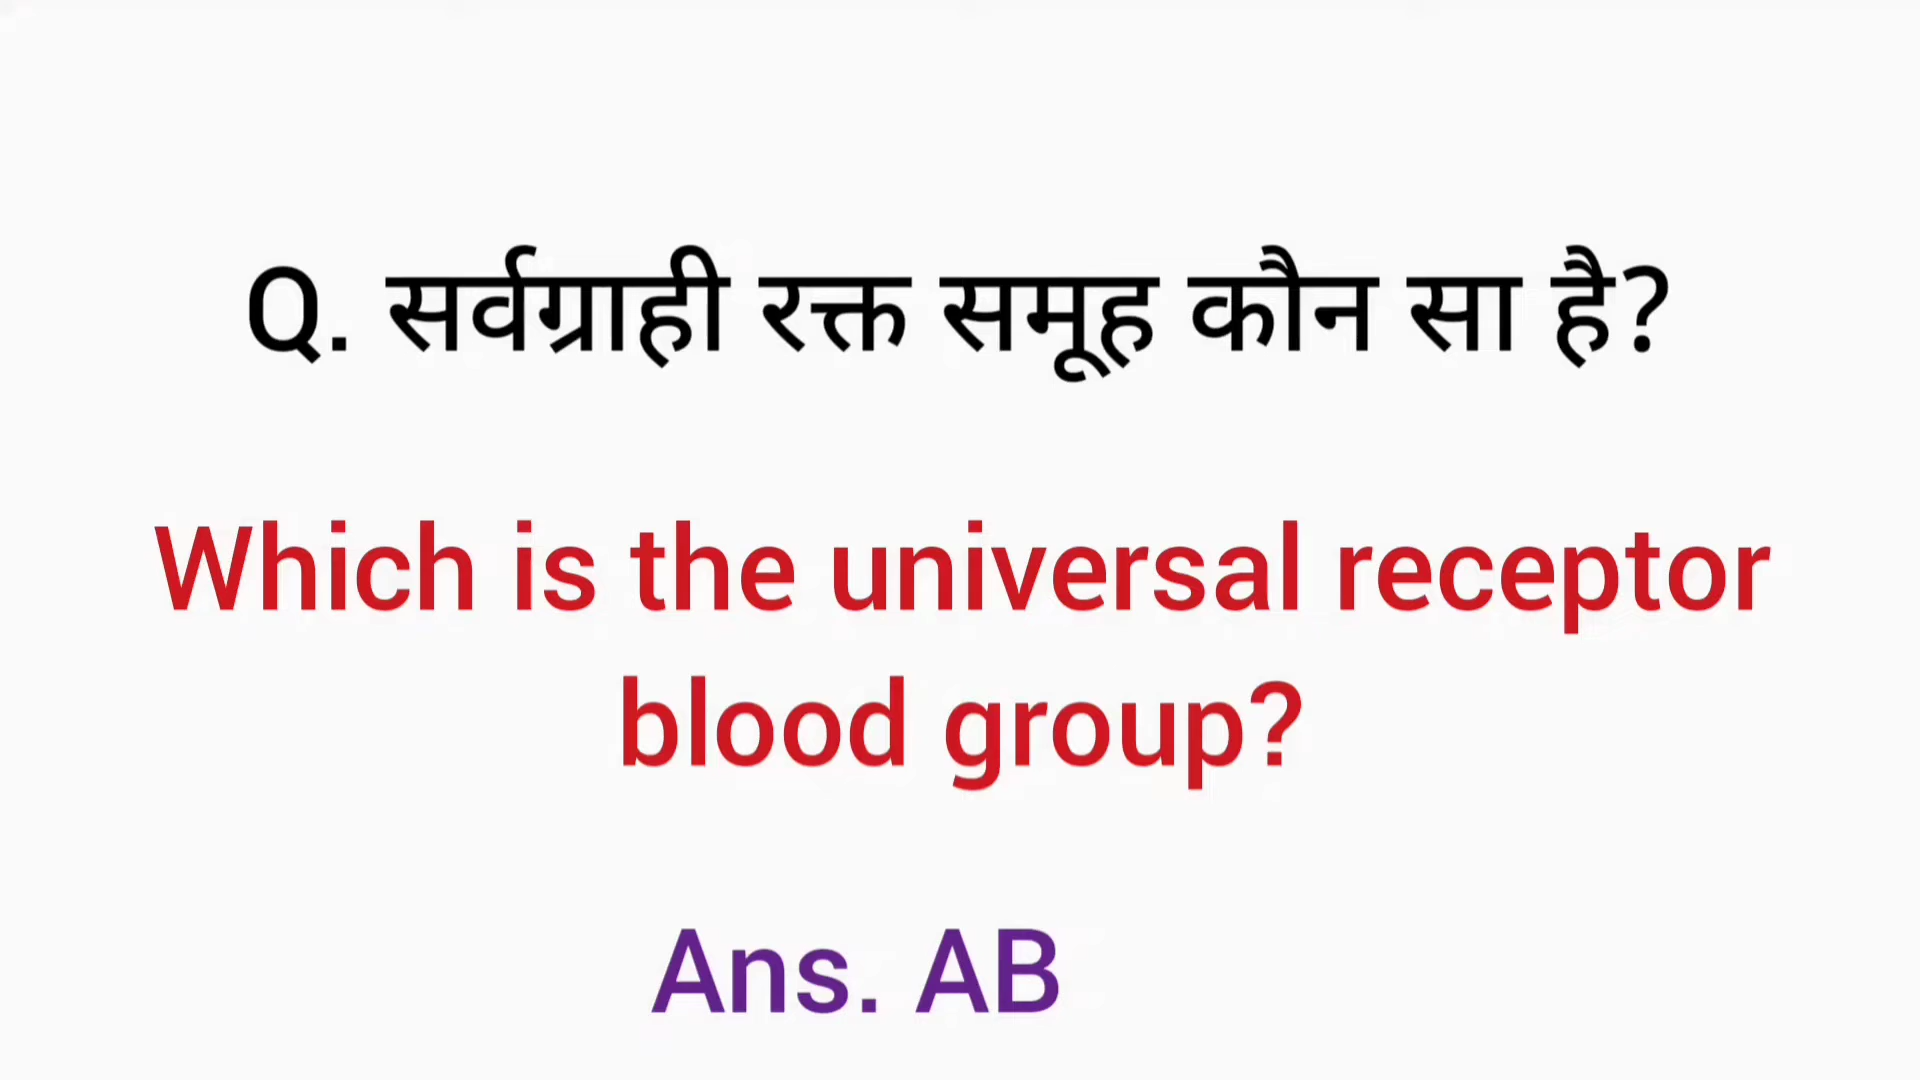 Q. सर्वग्राही रक्त समूह कौन सा है?
Which is the universal receptor
blood group?
Ans. AB